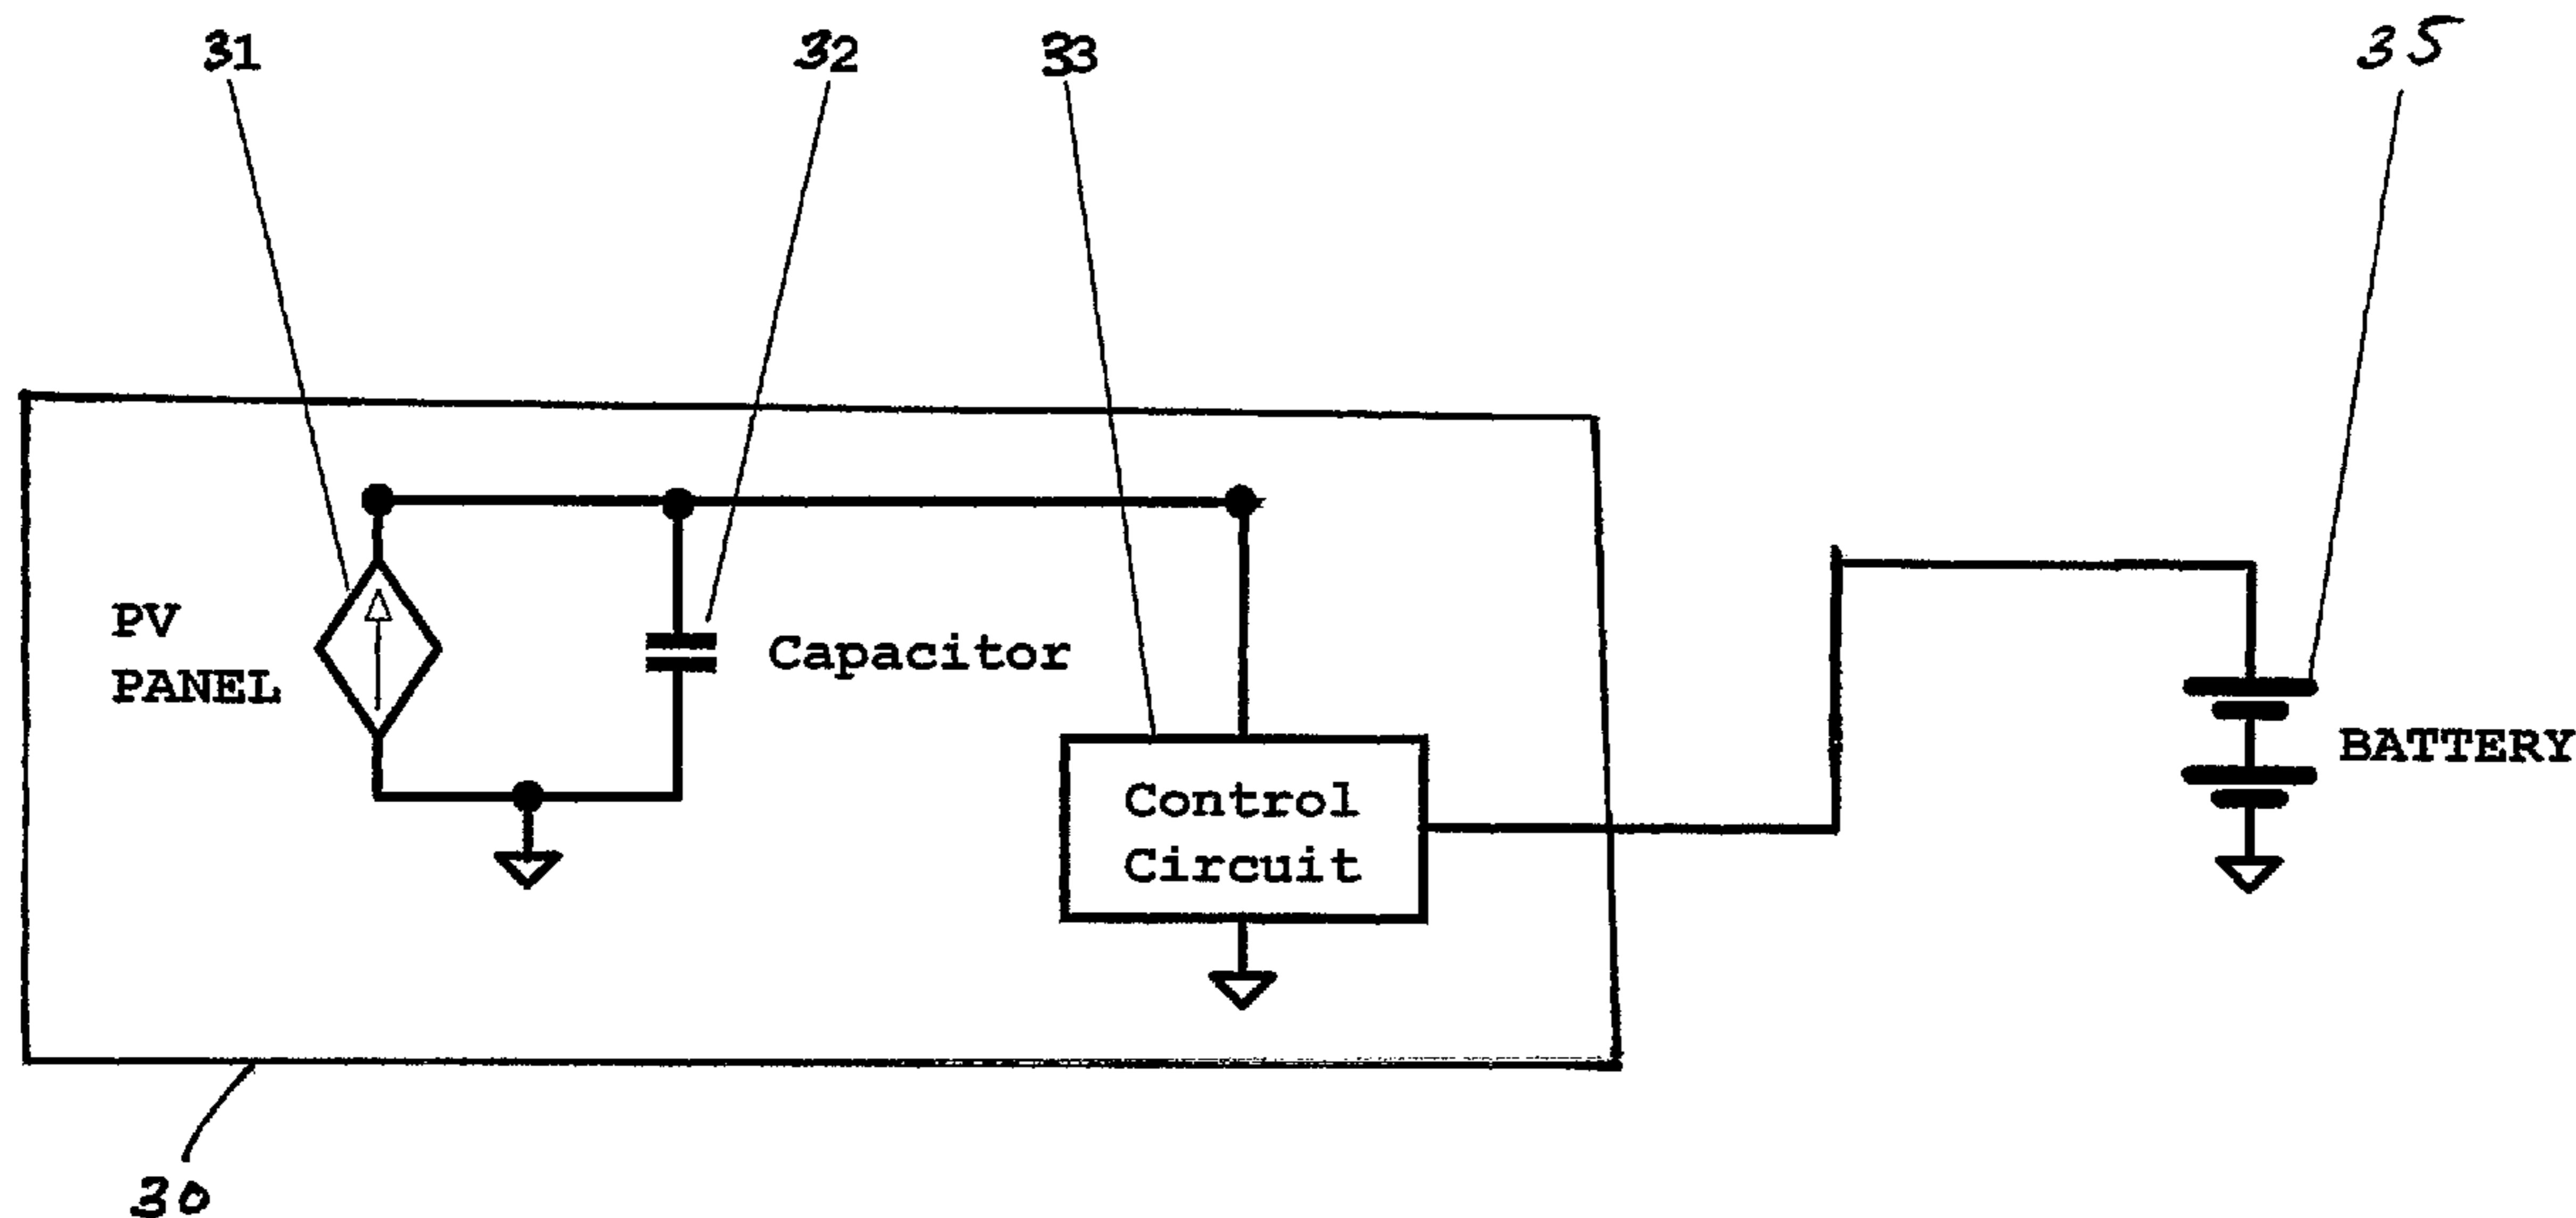 31
32
33
35
PV
PANEL
Capacitor
Control
Circuit
BATTERY
30